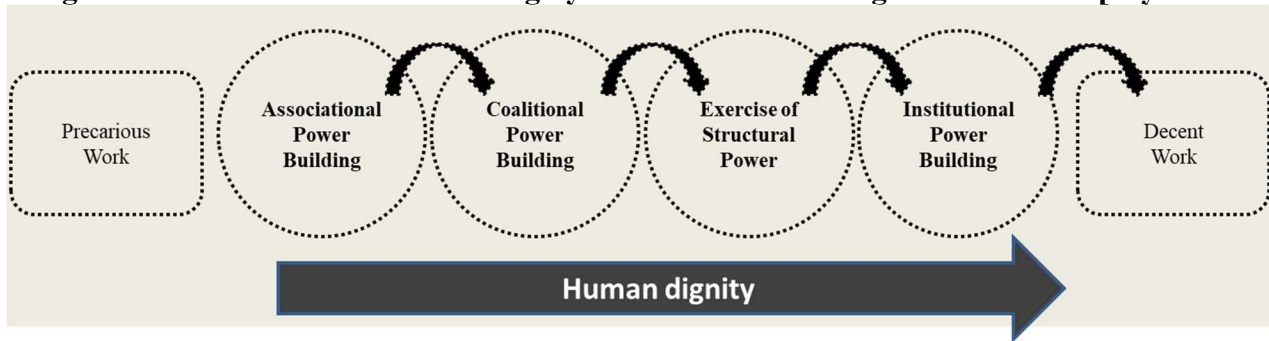 Precarious
Work
Associational
Power
Building
Coalitional
Power
Building
Exercise of
Structural
Power
Institutional
Power
Building
Decent
Work
Human dignity